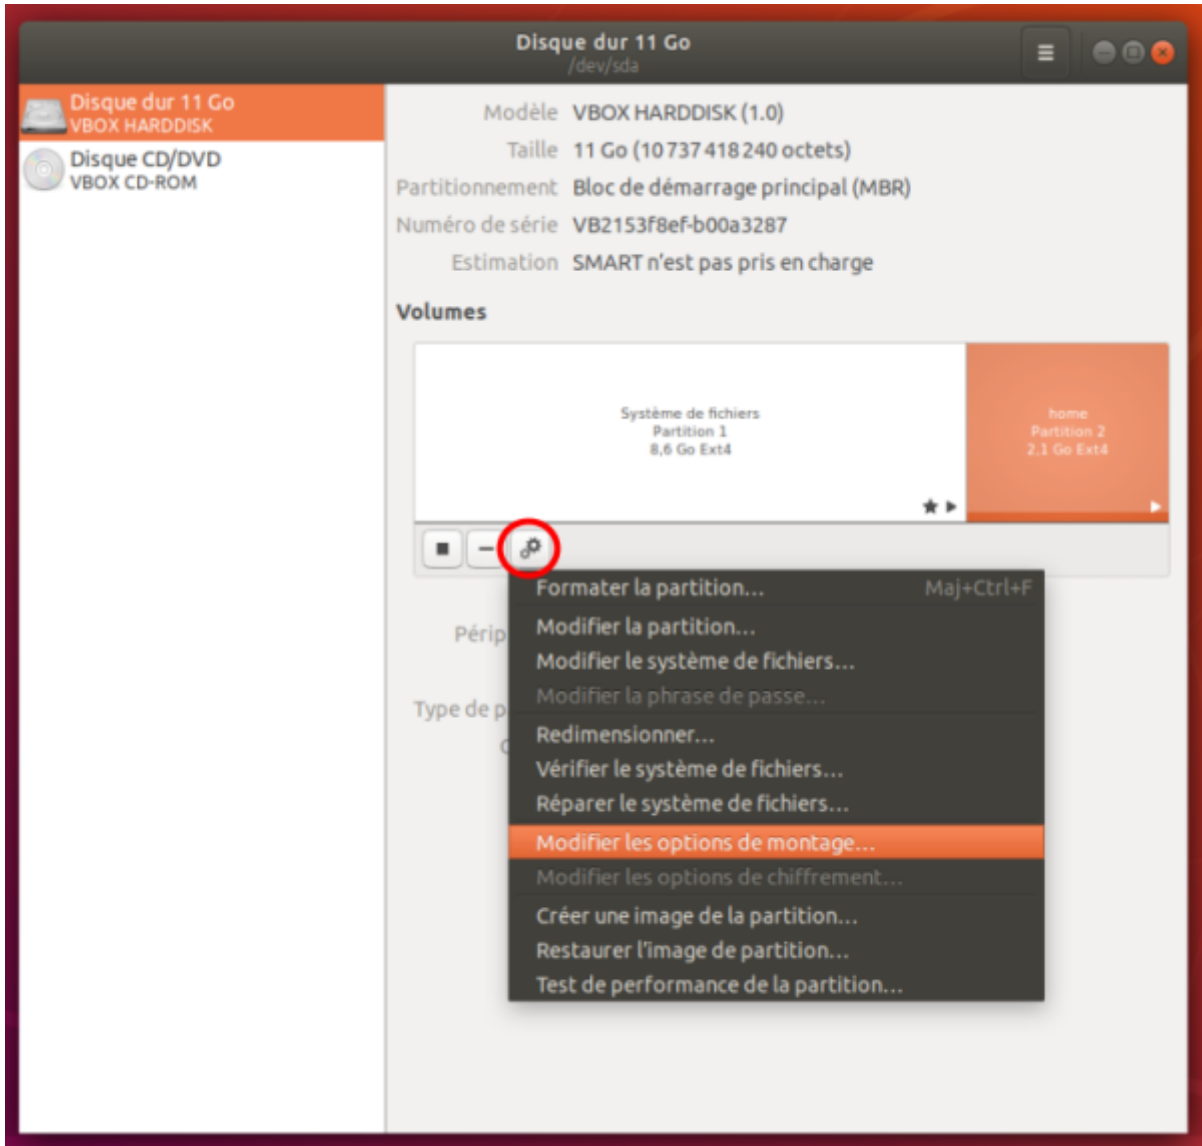 Disque dur 11 Go
/dev/sda
Disque dur 11 Go
VBOX HARDDISK
Disque CD/DVD
VBOX CD-ROM
Modèle VBOX HARDDISK (1.0)
Taille 11 Go (10 737 418 240 octets)
Partitionnement Bloc de démarrage principal (MBR)
Numéro de série VB2153f8ef-b00a3287
Estimation SMART n'est pas pris en charge
Volumes
Système de fichiers
Partition 1
8,6 Go Ext4
home
Partition 2
2,1 Go Ext4
Formater la partition... Maj+Ctrl+F
Périp
Modifier la partition...
Modifier le système de fichiers...
Modifier la phrase de passe...
Type de p
Redimensionner...
Vérifier le système de fichiers...
Réparer le système de fichiers...
Modifier les options de montage...
Modifier les options de chiffrement...
Créer une image de la partition...
Restaurer l'image de partition...
Test de performance de la partition...